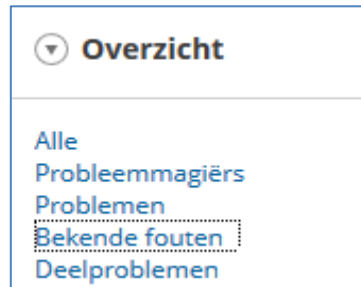 Overzicht
Alle
Probleemmagiërs
Problemen
Bekende fouten
Deelproblemen